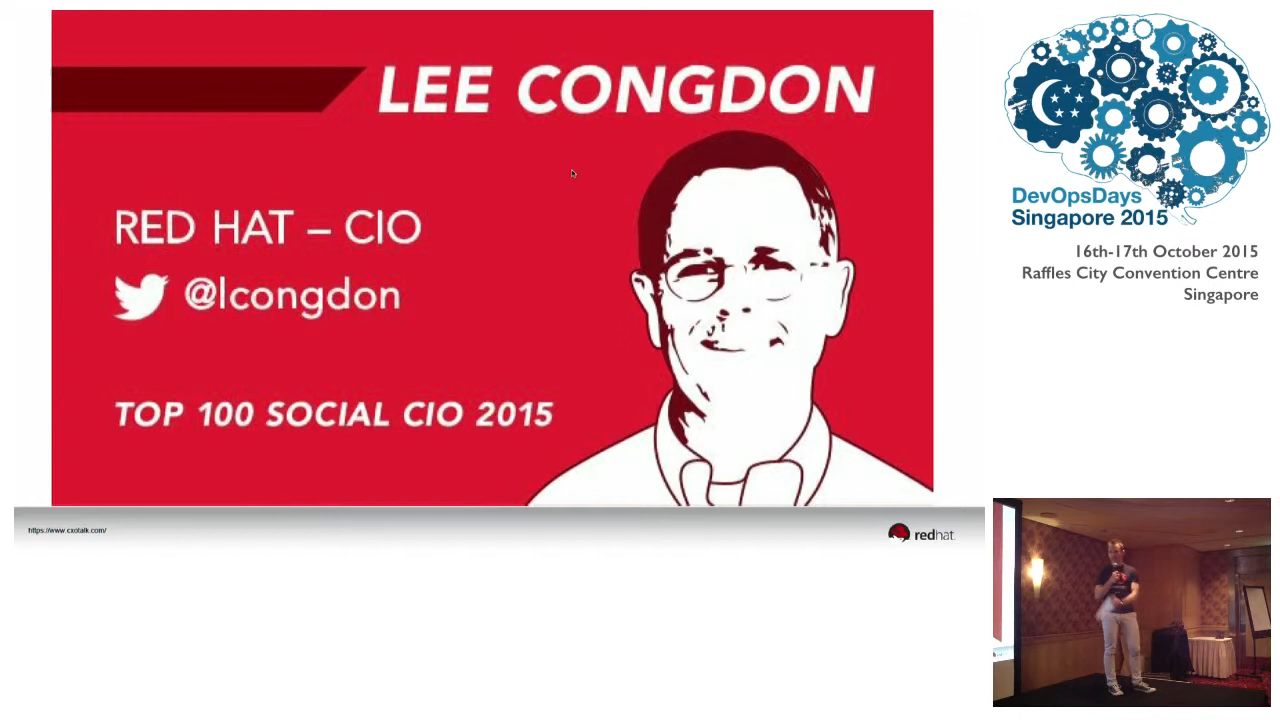 LEE CONGDON
RED HAT – CIO
@lcongdon
TOP 100 SOCIAL CIO 2015
https://www.cxotalk.com/
redhat.
DevOpsDays
Singapore 2015
16th-17th October 2015
Raffles City Convention Centre
Singapore